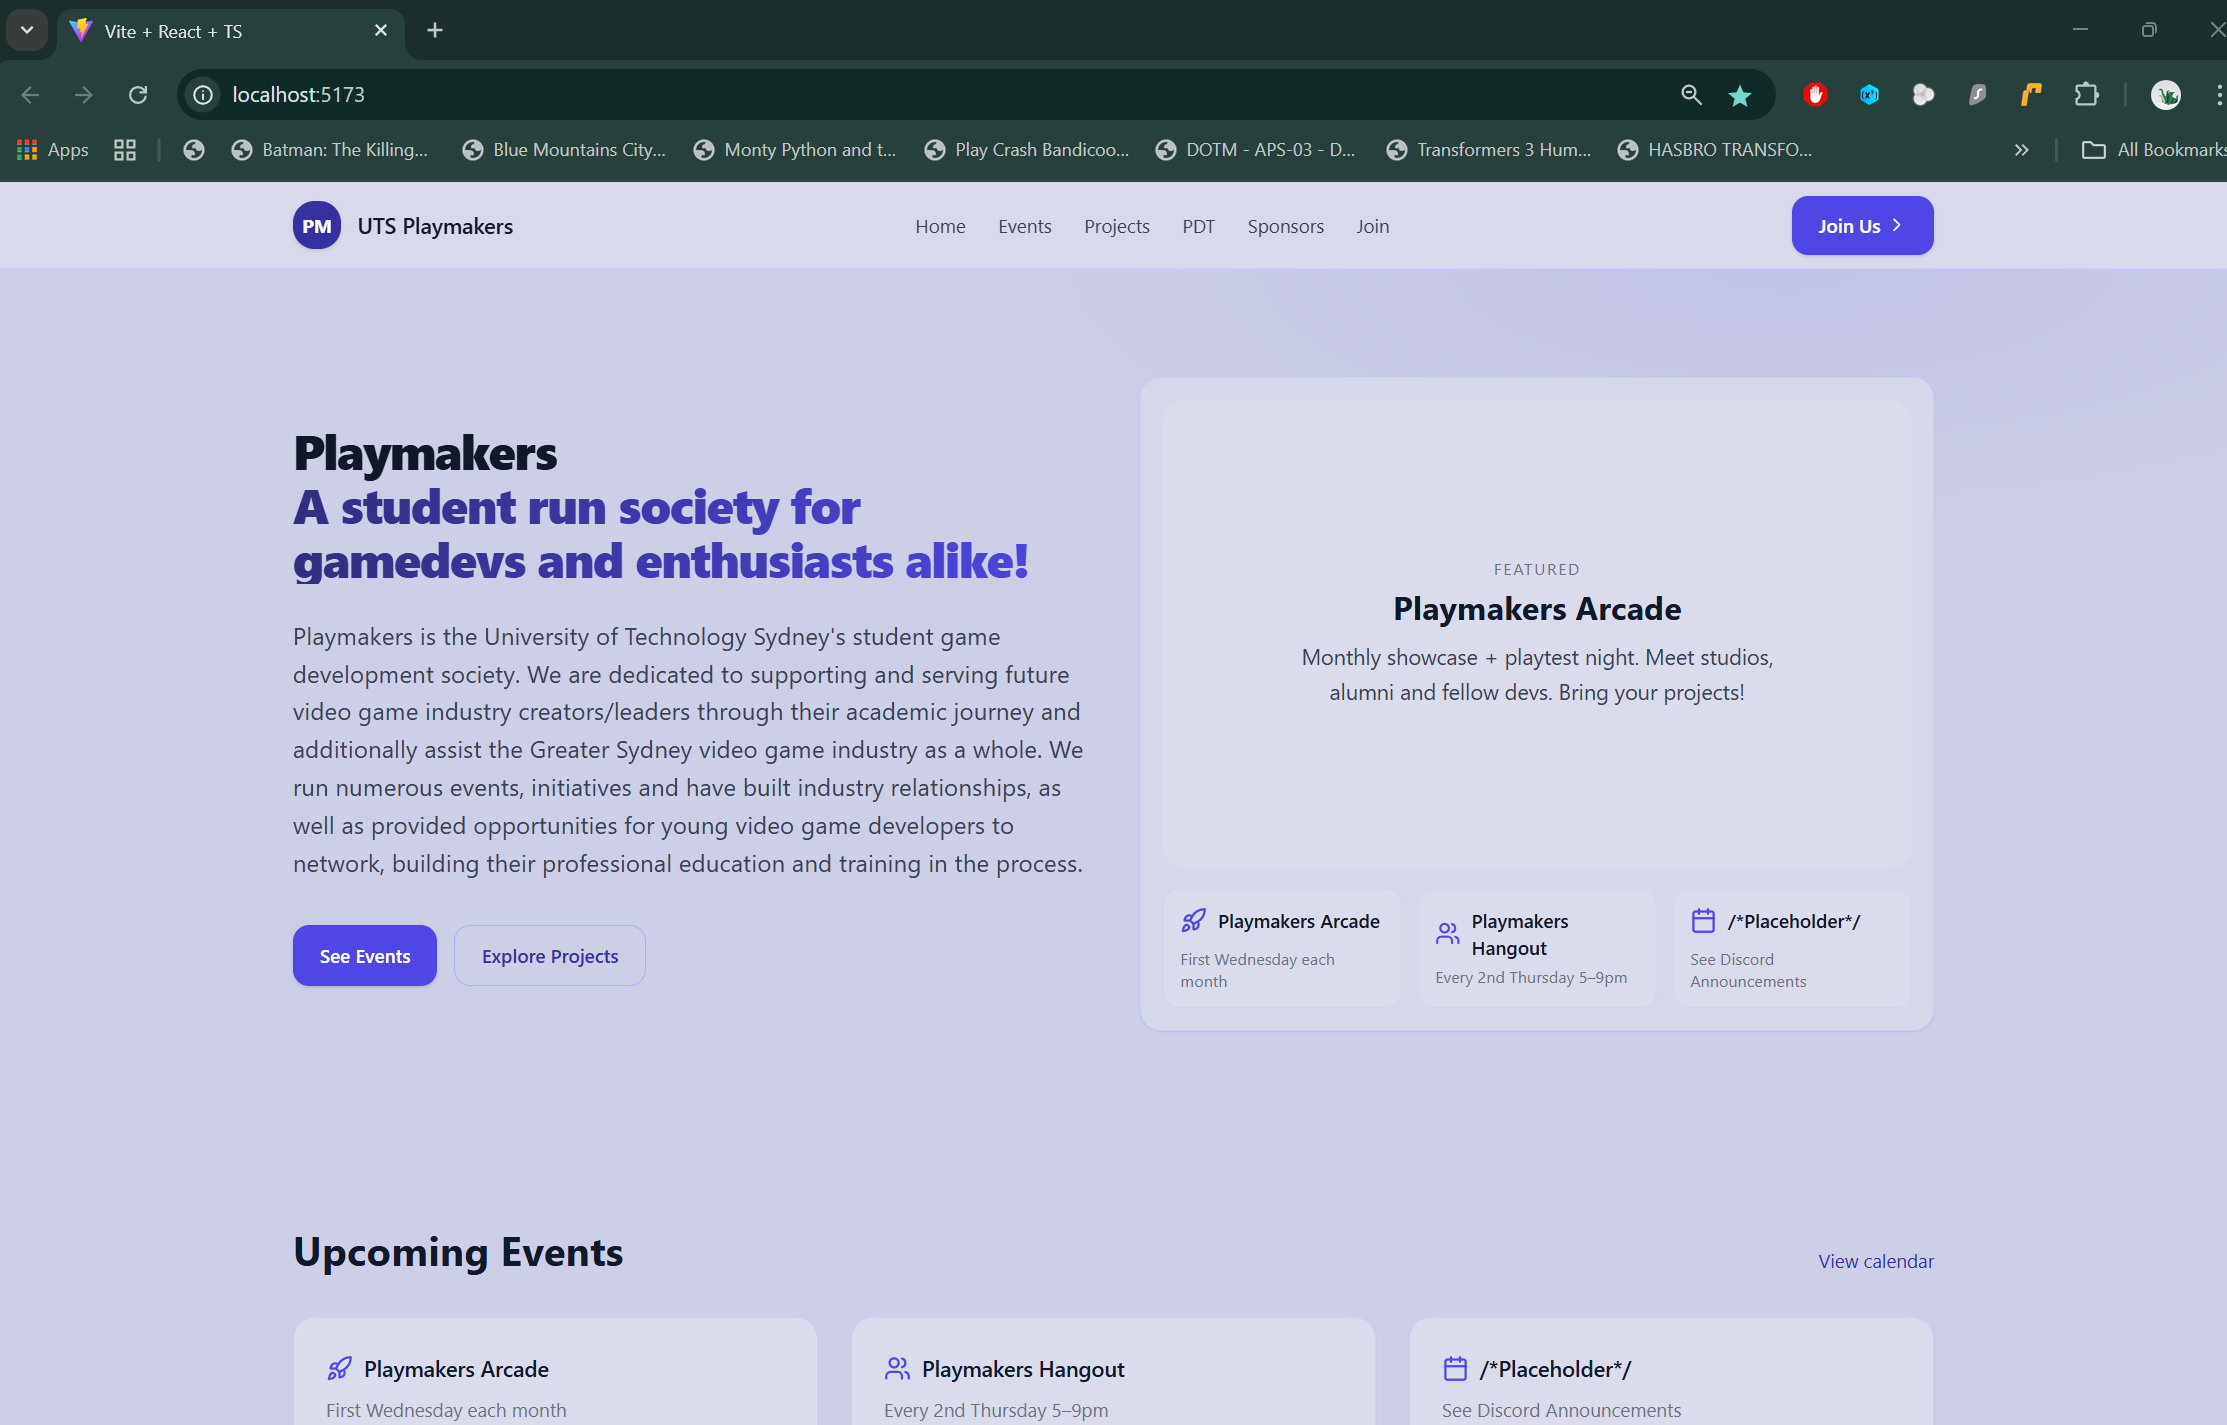 Vite + React + TS
localhost:5173
Apps
Batman: The Killing...
Blue Mountains City...
Monty Python and t...
Play Crash Bandicoo...
DOTM - APS-03 - D...
Transformers 3 Hum...
HASBRO TRANSFO...
All Bookmarks
PM
UTS Playmakers
Home
Events
Projects
PDT
Sponsors
Join
Join Us
Playmakers
A student run society for
gamedevs and enthusiasts alike!
Playmakers is the University of Technology Sydney's student game
development society. We are dedicated to supporting and serving future
video game industry creators/leaders through their academic journey and
additionally assist the Greater Sydney video game industry as a whole. We
run numerous events, initiatives and have built industry relationships, as
well as provided opportunities for young video game developers to
network, building their professional education and training in the process.
See Events
Explore Projects
FEATURED
Playmakers Arcade
Monthly showcase + playtest night. Meet studios,
alumni and fellow devs. Bring your projects!
Playmakers Arcade
First Wednesday each
month
Playmakers
Hangout
Every 2nd Thursday 5–9pm
/*Placeholder*/
See Discord
Announcements
Upcoming Events
View calendar
Playmakers Arcade
First Wednesday each month
Playmakers Hangout
Every 2nd Thursday 5–9pm
/*Placeholder*/
See Discord Announcements